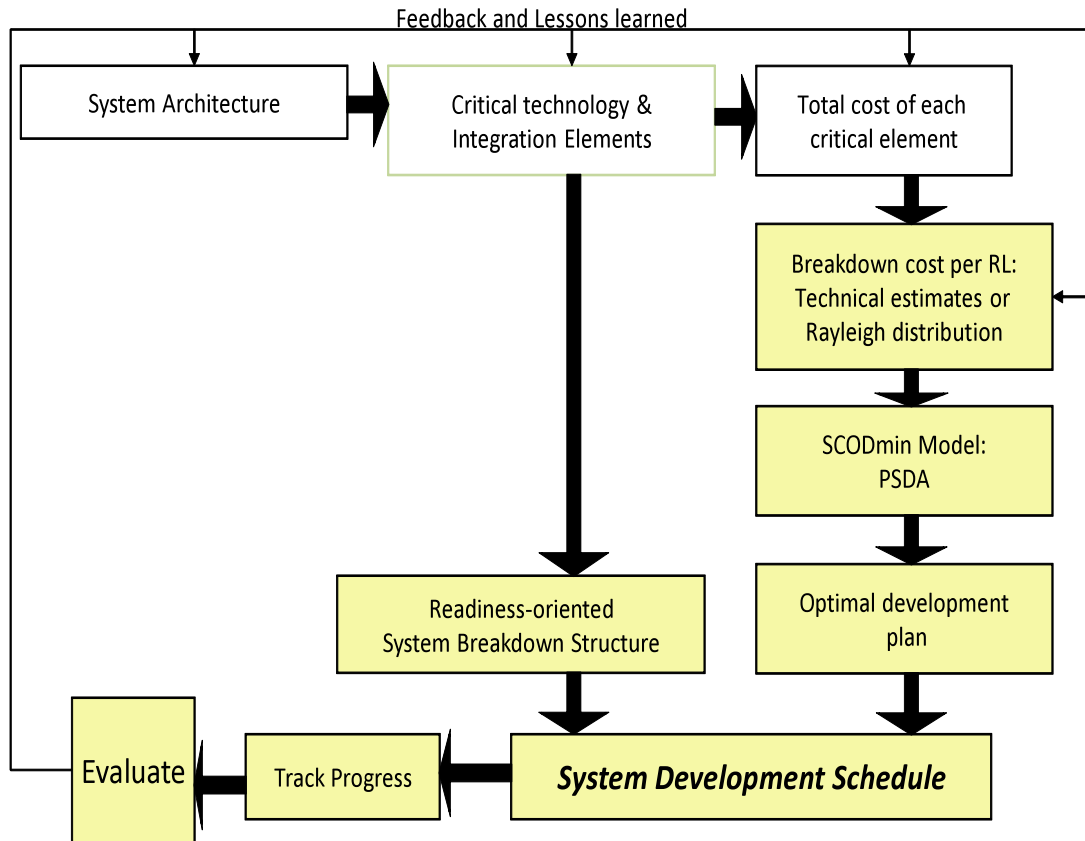 Feedback and Lessons learned
System Architecture
Critical technology &
Integration Elements
Total cost of each
critical element
Breakdown cost per RL:
Technical estimates or
Rayleigh distribution
SCODmin Model:
PSDA
Optimal development
plan
Readiness-oriented
System Breakdown Structure
System Development Schedule
Track Progress
Evaluate